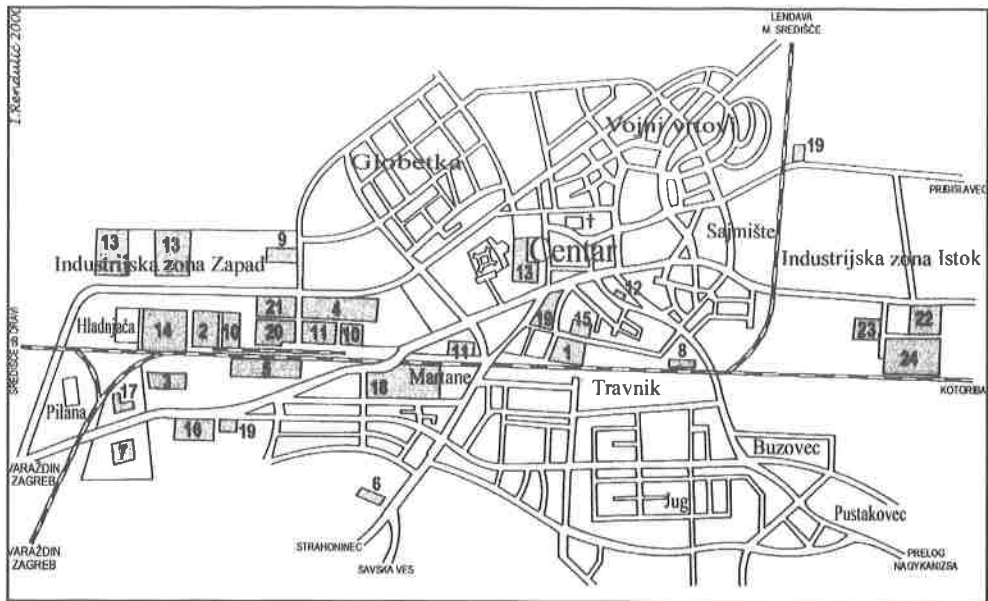 I. Rendulić 2000
LENDAVA
M. SREDIŠĆE
Vojni vrtovi
Globetka
19
PRIBISLAVEC
†
Sajmište
13
13
9
Centar
13
Industrijska zona Zapad
Industrijska zona Istok
12
21
4
22
Hladnjača
14
2
10
20
11
10
19
15
23
SREDIŠĆE ob DRAVI
11
1
8
24
5
Martane
Travnik
KOTORIBA
3
18
Pilana
17
16
19
7
Buzovec
VARAŽDIN
ZAGREB
6
Jug
Pustakovec
STRAHONINEC
SAVSKA VES
VARAŽDIN
ZAGREB
PRELOG
NAGYKANIZSA